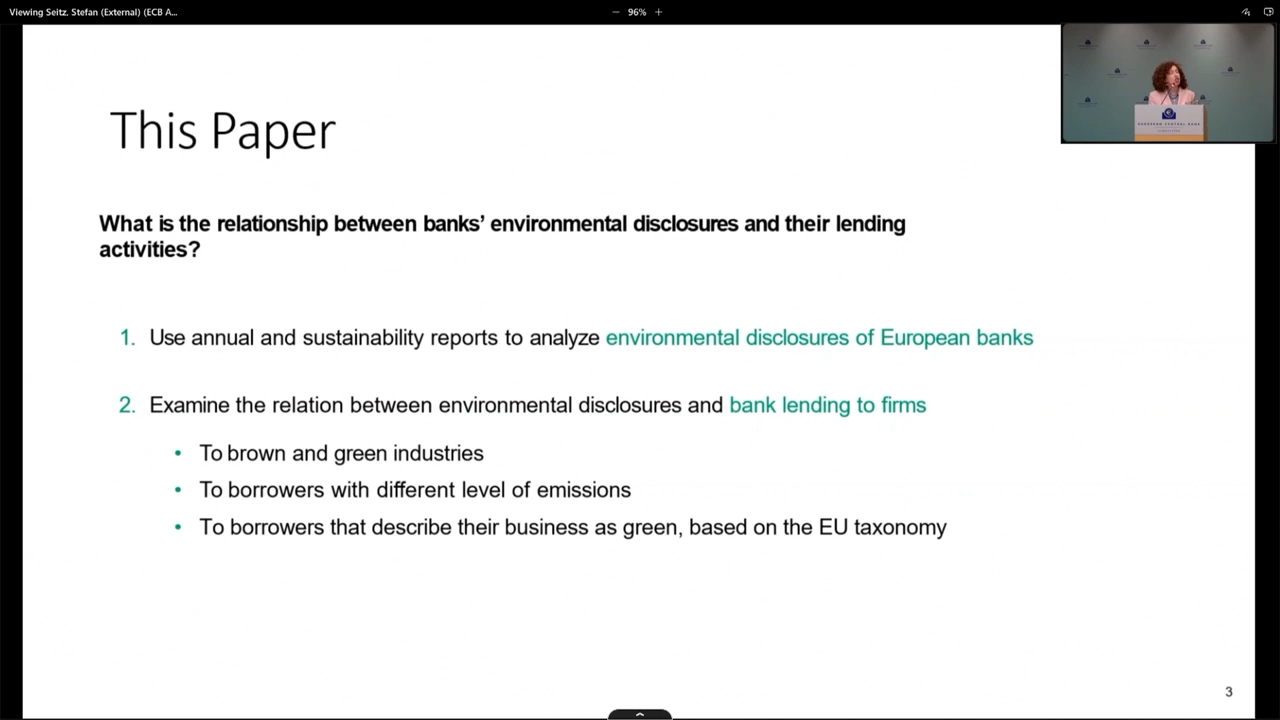 Viewing Seitz, Stefan (External) (ECB A...
− 96% +
This Paper
What is the relationship between banks’ environmental disclosures and their lending
activities?
1. Use annual and sustainability reports to analyze environmental disclosures of European banks
2. Examine the relation between environmental disclosures and bank lending to firms
• To brown and green industries
• To borrowers with different level of emissions
• To borrowers that describe their business as green, based on the EU taxonomy
EUROPEAN CENTRAL BANK
3